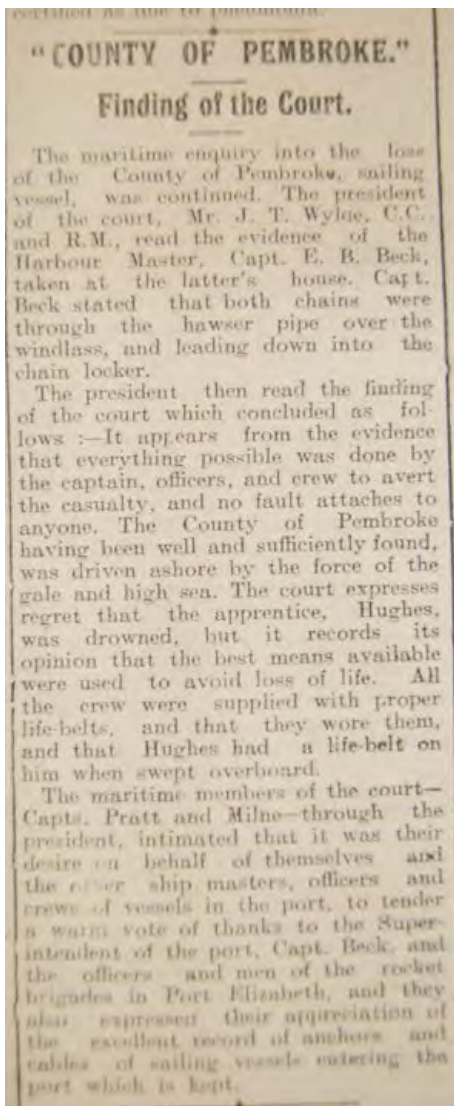 certified as due to pneumonia.
"COUNTY OF PEMBROKE."
Finding of the Court.
The maritime enquiry into the loss
of the County of Pembroke, sailing
vessel, was continued. The president
of the court, Mr. J. T. Wylde, C.C.
and R.M., read the evidence of the
Harbour Master, Capt. E. B. Beck,
taken at the latter's house. Capt.
Beck stated that both chains were
through the hawser pipe over the
windlass, and leading down into the
chain locker.
The president then read the finding
of the court which concluded as fol-
lows :—It appears from the evidence
that everything possible was done by
the captain, officers, and crew to avert
the casualty, and no fault attaches to
anyone. The County of Pembroke
having been well and sufficiently found,
was driven ashore by the force of the
gale and high sea. The court expresses
regret that the apprentice, Hughes,
was drowned, but it records its
opinion that the best means available
were used to avoid loss of life. All
the crew were supplied with proper
life-belts, and that they wore them,
and that Hughes had a life-belt on
him when swept overboard.
The maritime members of the court—
Capts. Pratt and Milne—through the
president, intimated that it was their
desire on behalf of themselves and
the other ship masters, officers and
crews of vessels in the port, to tender
a warm vote of thanks to the Super-
intendent of the port, Capt. Beck, and
the officers and men of the rocket
brigades in Port Elizabeth, and they
also expressed their appreciation of
the excellent record of anchors and
cables of sailing vessels entering the
port which is kept.